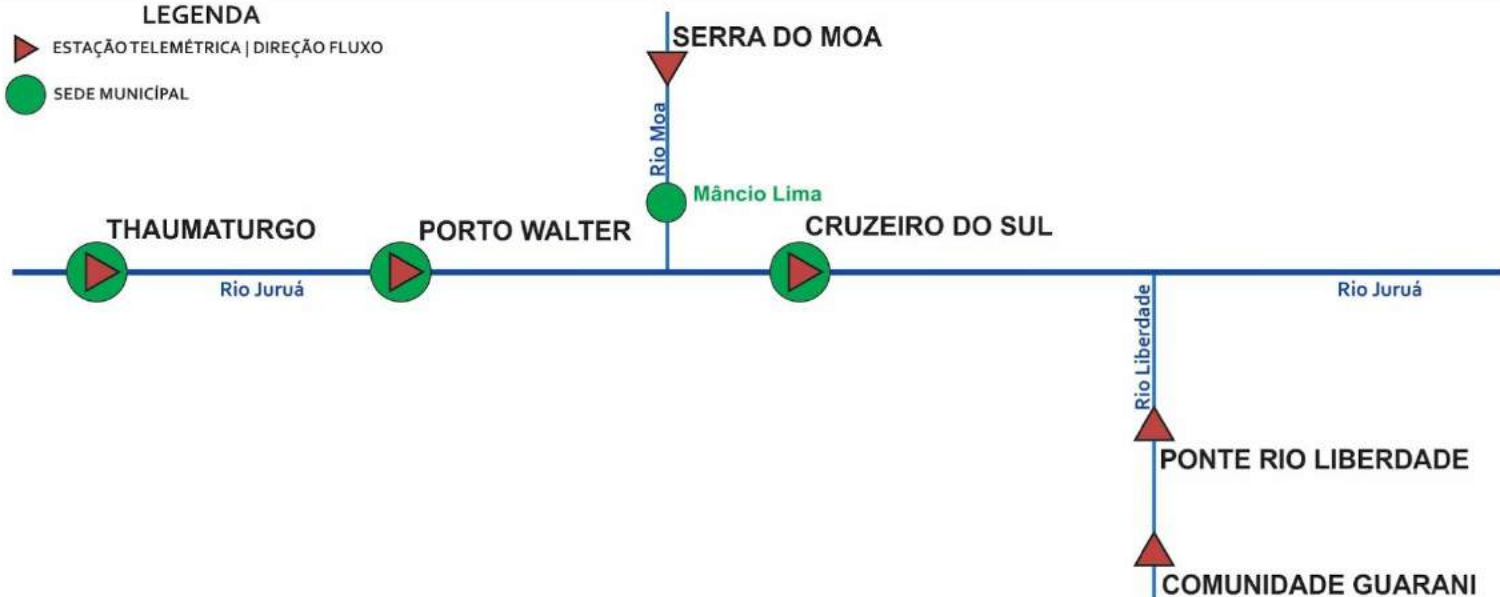 LEGENDA
ESTAÇÃO TELEMÉTRICA | DIREÇÃO FLUXO
SEDE MUNICÍPAL
SERRA DO MOA
Rio Moa
Mâncio Lima
THAUMATURGO
PORTO WALTER
CRUZEIRO DO SUL
Rio Juruá
Rio Juruá
Rio Liberdade
PONTE RIO LIBERDADE
COMUNIDADE GUARANI